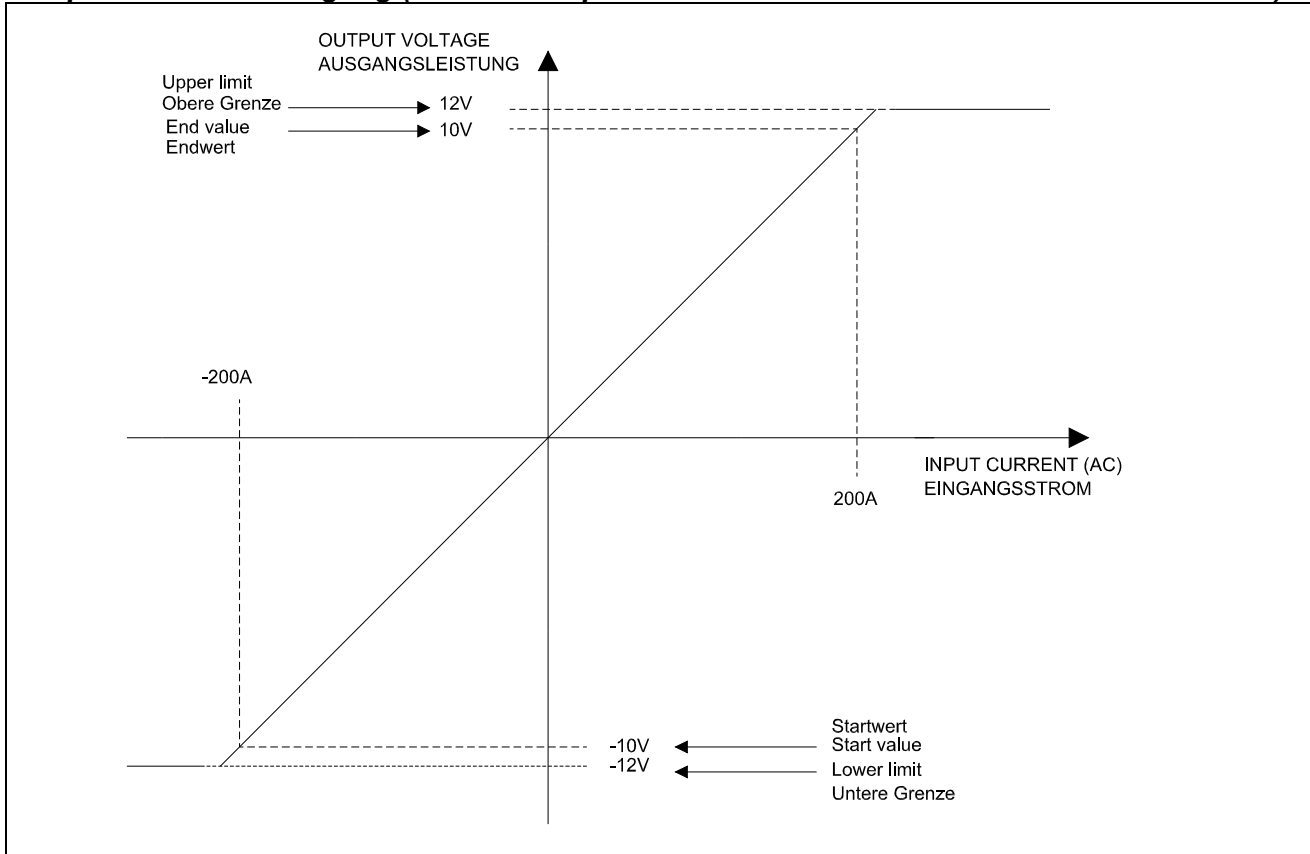 OUTPUT VOLTAGE
AUSGANGSLEISTUNG
Upper limit
Obere Grenze
12V
End value
10V
Endwert
-200A
INPUT CURRENT (AC)
EINGANGSSTROM
200A
Startwert
-10V
Start value
-12V
Lower limit
Untere Grenze